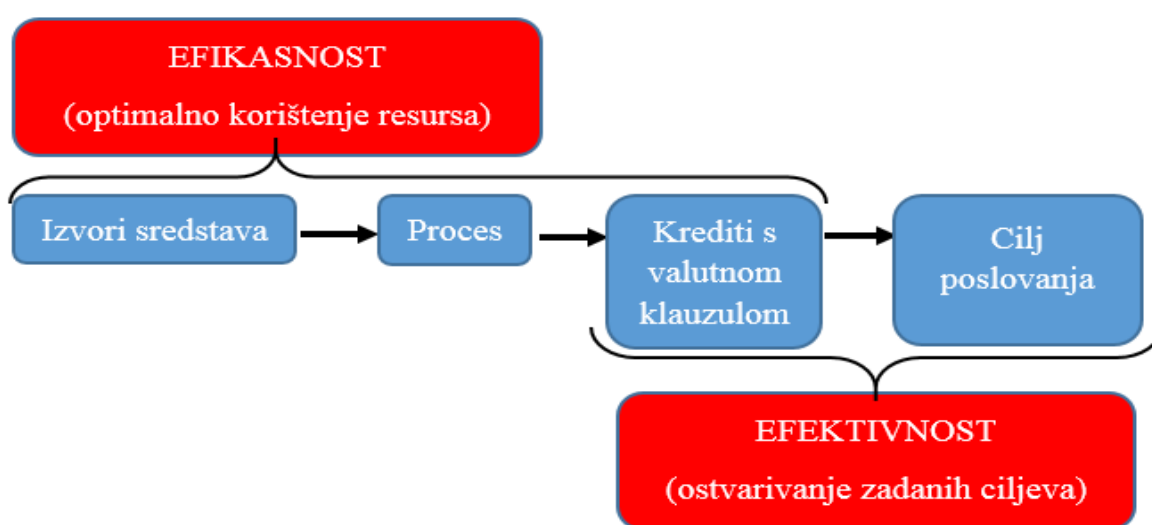 EFIKASNOST
(optimalno korištenje resursa)
Izvori sredstava
Proces
Krediti s
valutnom
klauzulom
Cilj
poslovanja
EFEKTIVNOST
(ostvarivanje zadanih ciljeva)